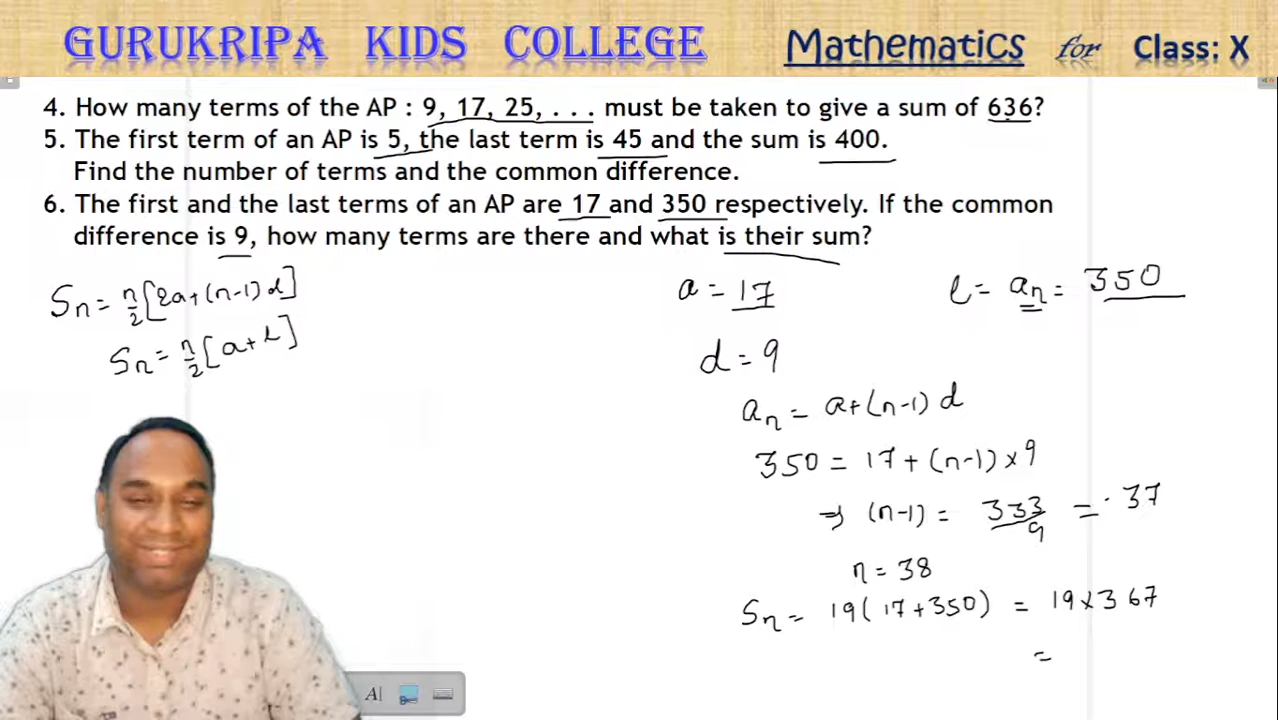 GURUKRIPA KIDS COLLEGE Mathematics for Class: X
4. How many terms of the AP : 9, 17, 25, . . . must be taken to give a sum of 636?
5. The first term of an AP is 5, the last term is 45 and the sum is 400.
Find the number of terms and the common difference.
6. The first and the last terms of an AP are 17 and 350 respectively. If the common
difference is 9, how many terms are there and what is their sum?
Sn = n/2 [2a+(n-1)d]
Sn = n/2 [a+l]
a = 17
l = an = 350
d = 9
an = a+(n-1)d
350 = 17 + (n-1)×9
⇒ (n-1) = 333/9 = 37
n = 38
Sn = 19(17+350) = 19×367
=
A|